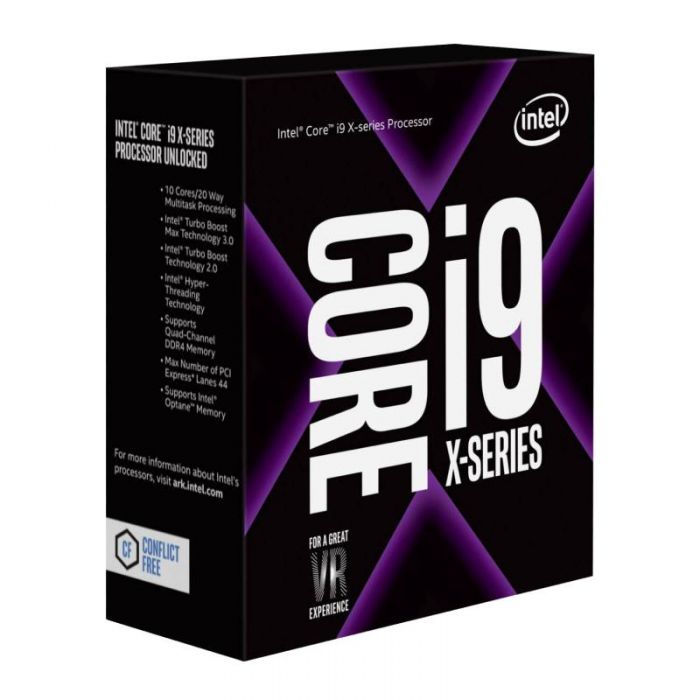 INTEL® CORE™ i9 X-SERIES
PROCESSOR UNLOCKED
• 10 Cores/20 Way
Multitask Processing
• Intel® Turbo Boost
Max Technology 3.0
• Intel® Turbo Boost
Technology 2.0
• Intel® Hyper-
Threading
Technology
• Supports
Quad-Channel
DDR4 Memory
• Max Number of PCI
Express® Lanes 44
• Supports Intel®
Optane™ Memory
For more information about Intel's
processors, visit ark.intel.com
CF
CONFLICT
FREE
Intel® Core™ i9 X-series Processor
intel®
CORE
i9
X-SERIES
FOR A GREAT
VR
EXPERIENCE